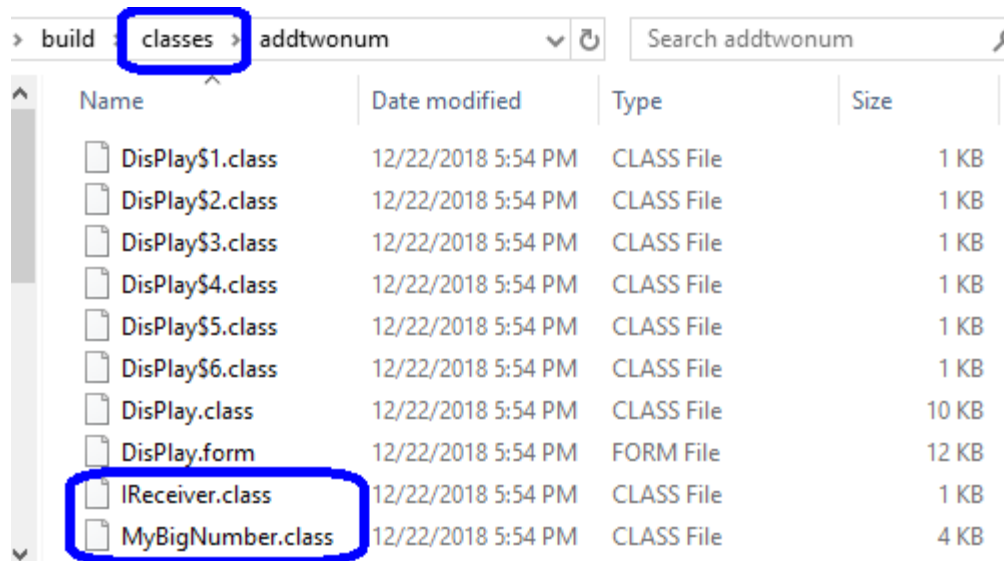 > build > classes > addtwonum Search addtwonum
Name Date modified Type Size
DisPlay$1.class 12/22/2018 5:54 PM CLASS File 1 KB
DisPlay$2.class 12/22/2018 5:54 PM CLASS File 1 KB
DisPlay$3.class 12/22/2018 5:54 PM CLASS File 1 KB
DisPlay$4.class 12/22/2018 5:54 PM CLASS File 1 KB
DisPlay$5.class 12/22/2018 5:54 PM CLASS File 1 KB
DisPlay$6.class 12/22/2018 5:54 PM CLASS File 1 KB
DisPlay.class 12/22/2018 5:54 PM CLASS File 10 KB
DisPlay.form 12/22/2018 5:54 PM FORM File 12 KB
IReceiver.class 12/22/2018 5:54 PM CLASS File 1 KB
MyBigNumber.class 12/22/2018 5:54 PM CLASS File 4 KB